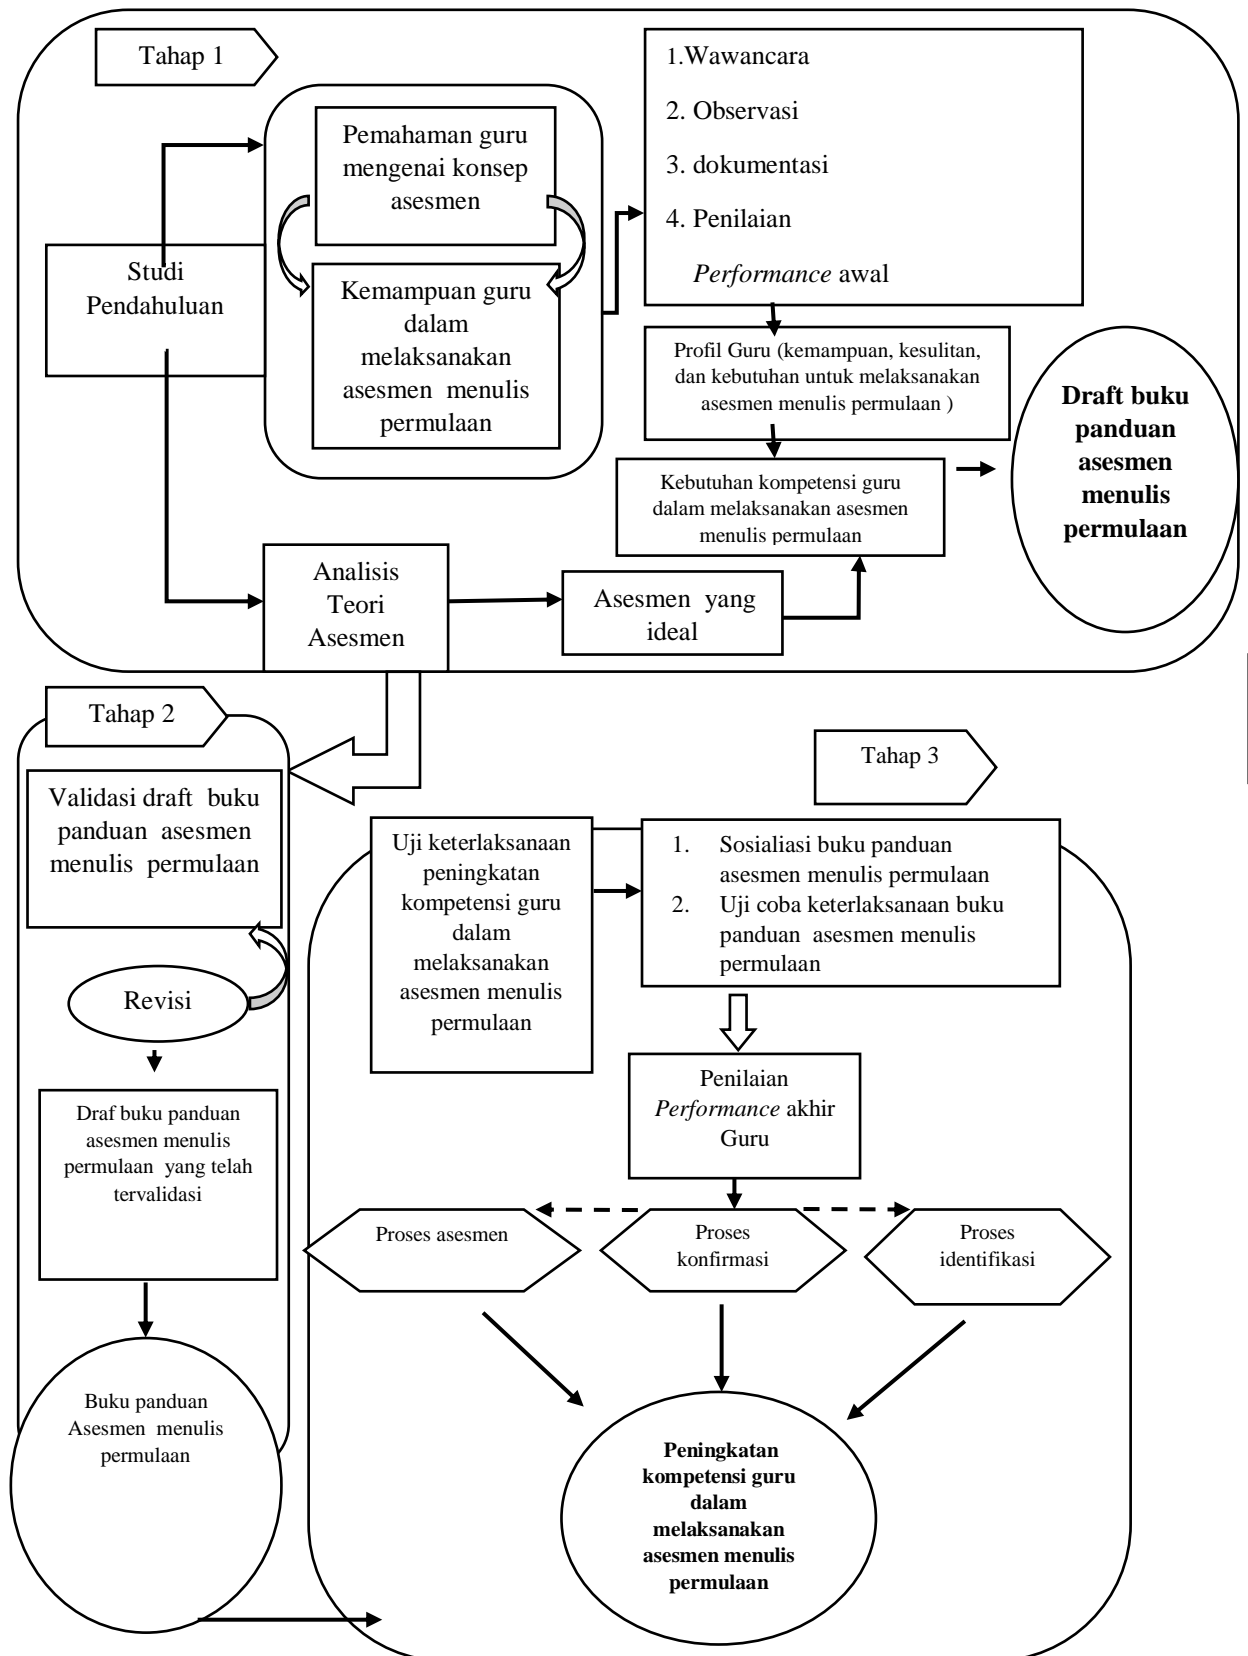 Tahap 1
1.Wawancara
2. Observasi
3. dokumentasi
4. Penilaian
Performance awal
Pemahaman guru
mengenai konsep
asesmen
Studi
Pendahuluan
Kemampuan guru
dalam
melaksanakan
asesmen menulis
permulaan
Profil Guru (kemampuan, kesulitan,
dan kebutuhan untuk melaksanakan
asesmen menulis permulaan )
Draft buku
panduan
asesmen
menulis
permulaan
Kebutuhan kompetensi guru
dalam melaksanakan asesmen
menulis permulaan
Analisis
Teori
Asesmen
Asesmen yang
ideal
Tahap 2
Validasi draft buku
panduan asesmen
menulis permulaan
Revisi
Draf buku panduan
asesmen menulis
permulaan yang telah
tervalidasi
Buku panduan
Asesmen menulis
permulaan
Tahap 3
Uji keterlaksanaan
peningkatan
kompetensi guru
dalam
melaksanakan
asesmen menulis
permulaan
1. Sosialiasi buku panduan
asesmen menulis permulaan
2. Uji coba keterlaksanaan buku
panduan asesmen menulis
permulaan
Penilaian
Performance akhir
Guru
Proses asesmen
Proses
konfirmasi
Proses
identifikasi
Peningkatan
kompetensi guru
dalam
melaksanakan
asesmen menulis
permulaan